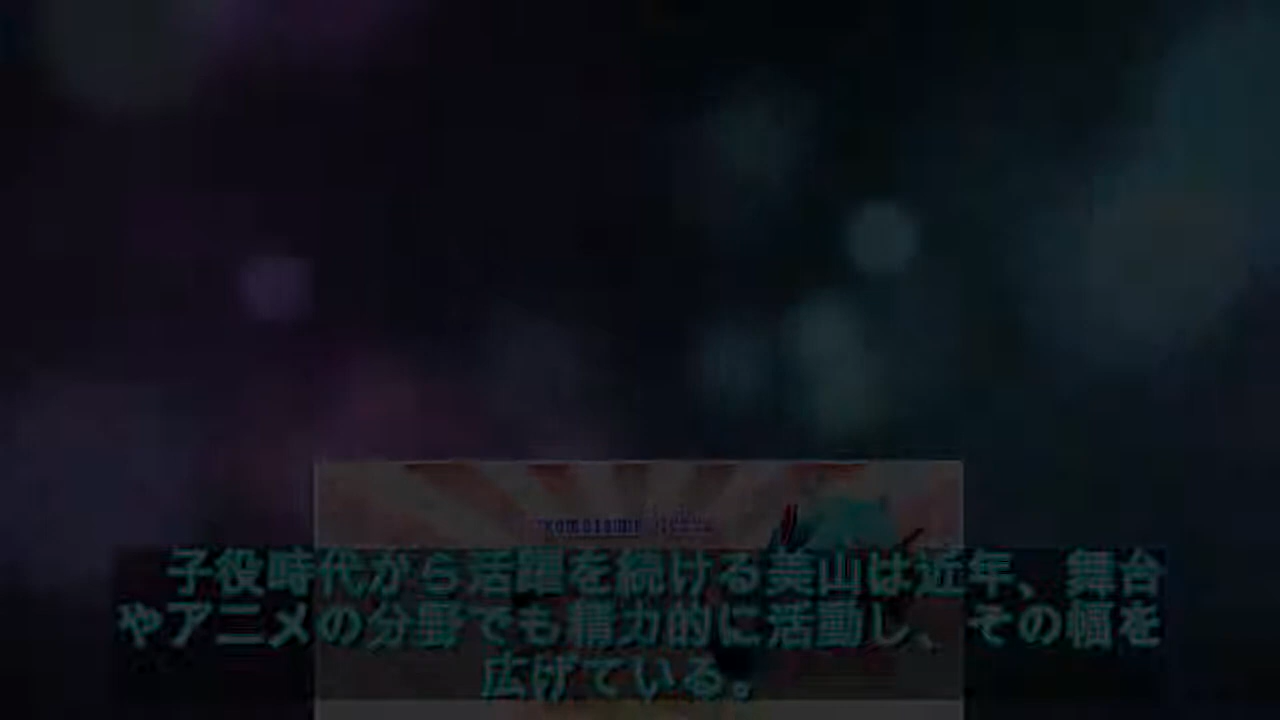 子役時代から活躍を続ける美山は近年、舞台
やアニメの分野でも精力的に活動し、その幅を
広げている。